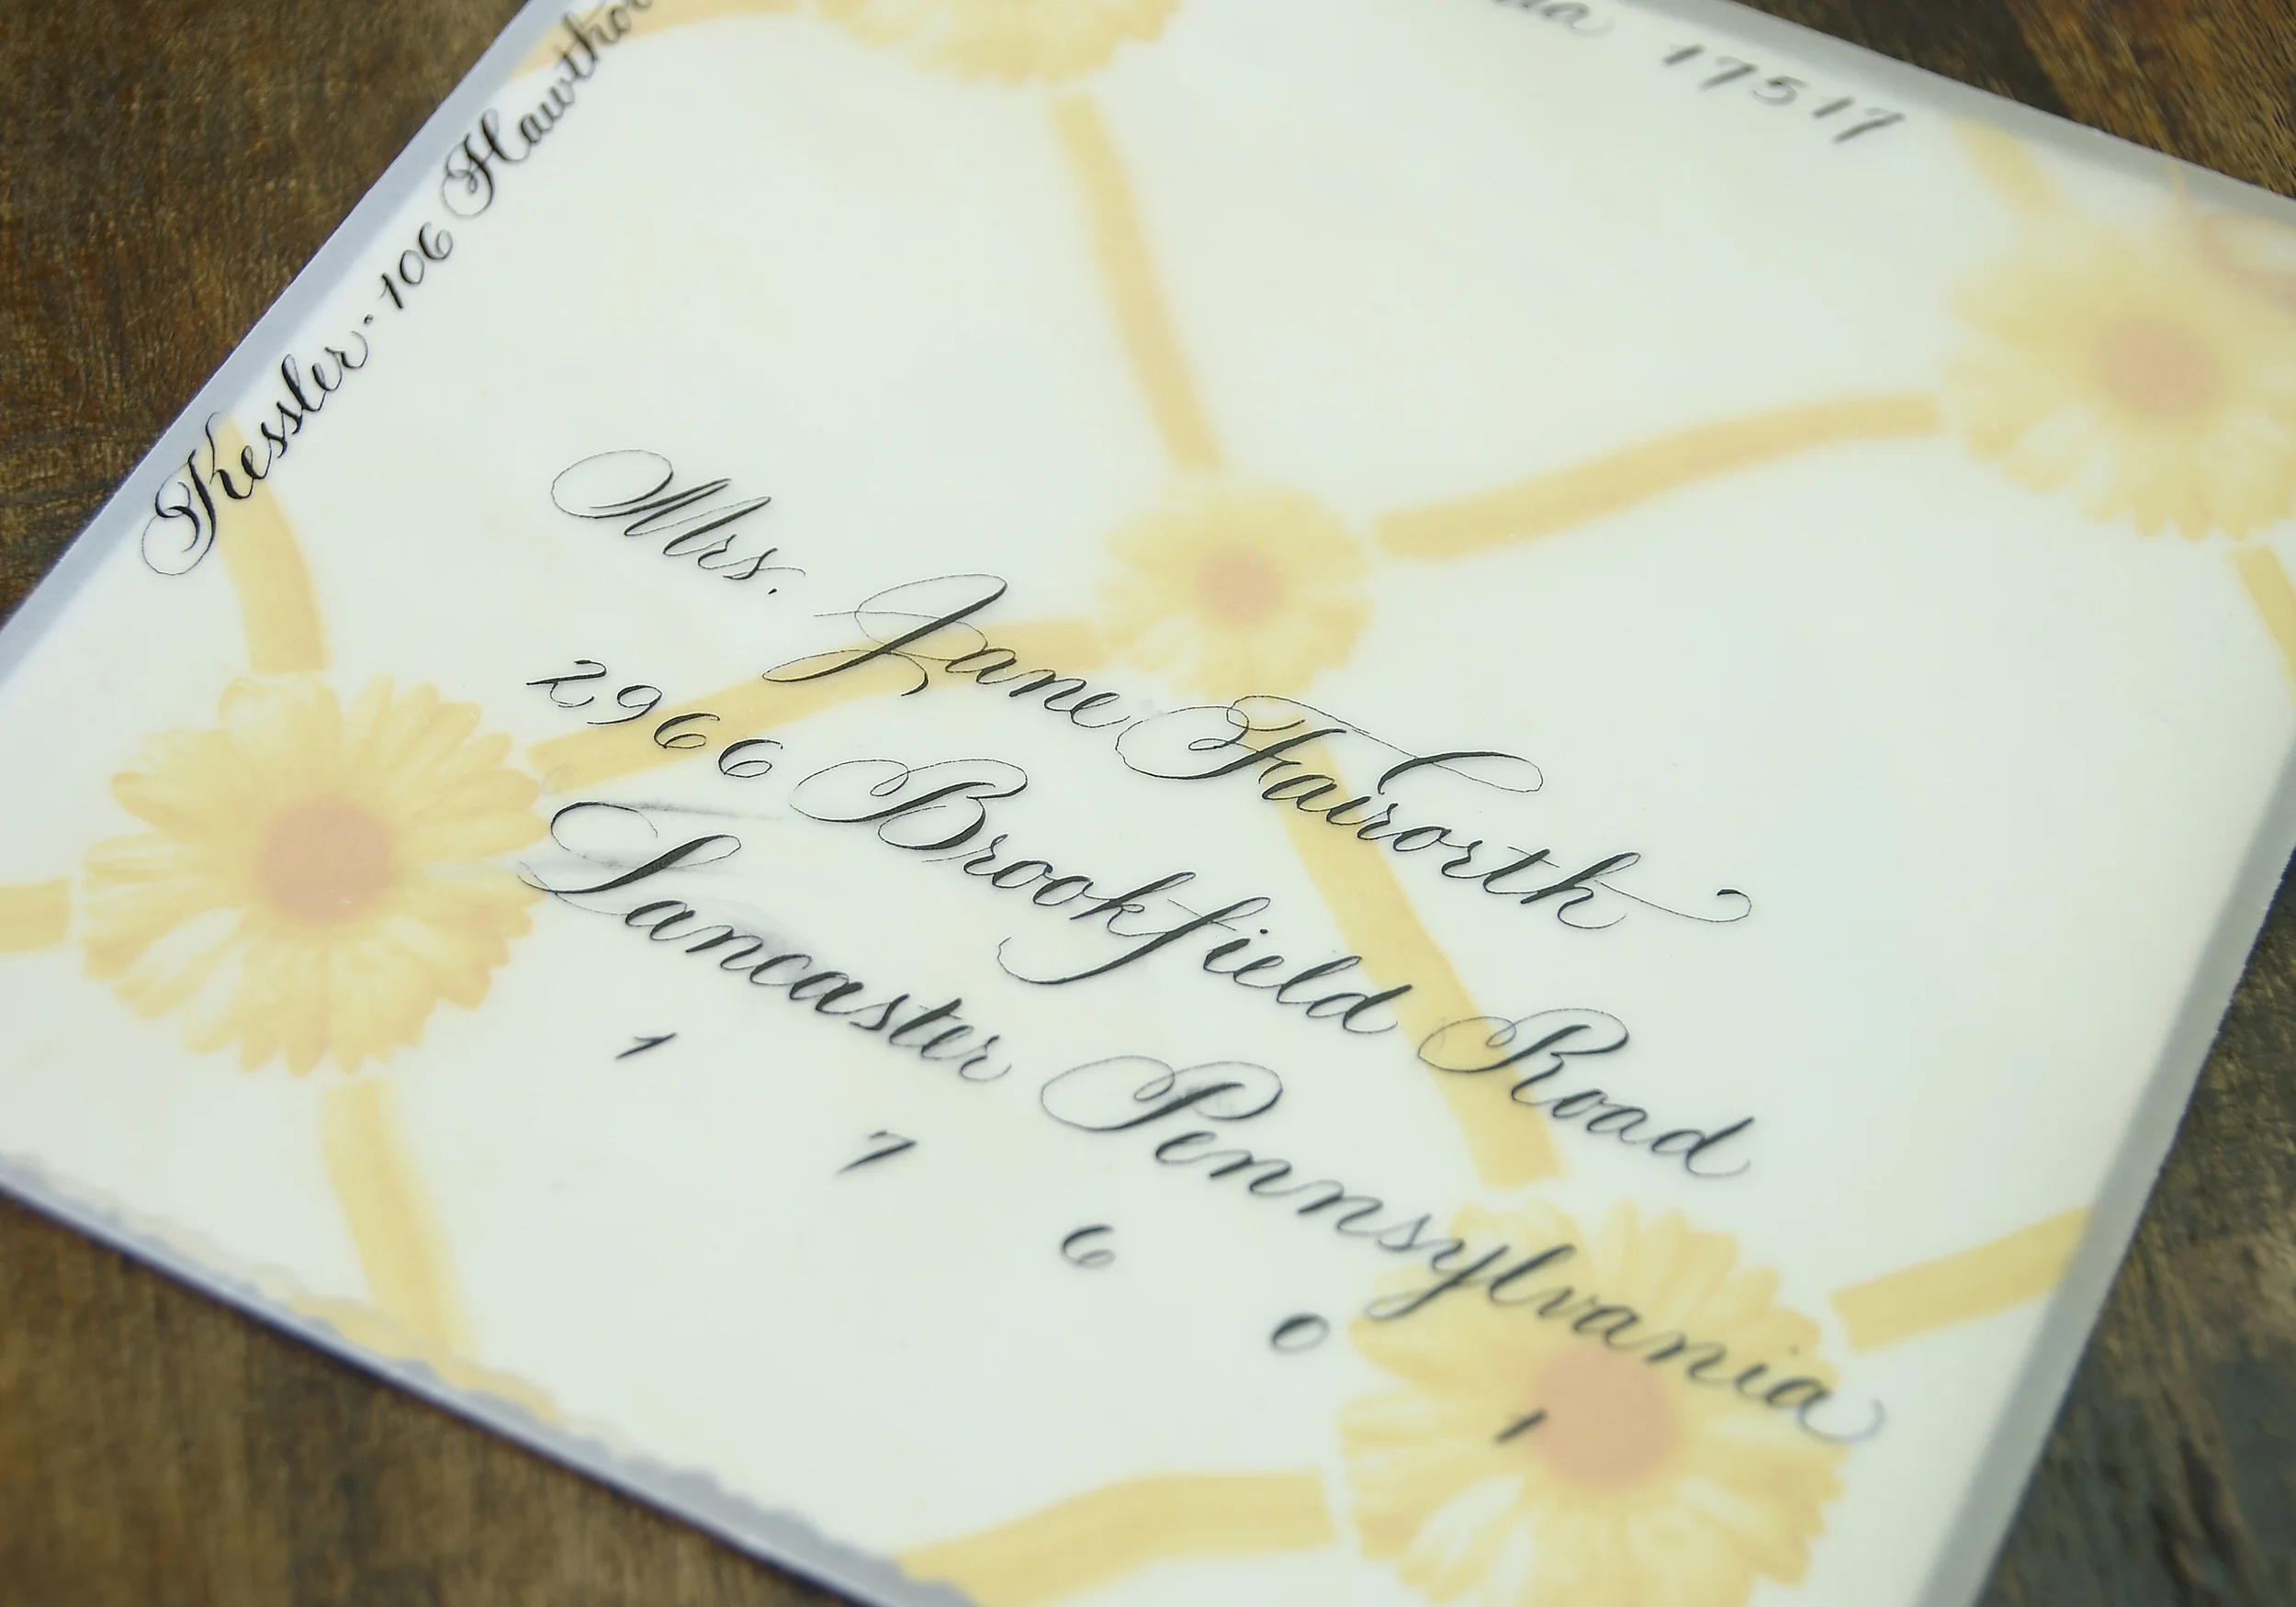 Kessler · 106 Hawthor
17517
Mrs. Jane Fairorth
2966 Brookfield Road
Lancaster Pennsylvania
1 7 6 0 1